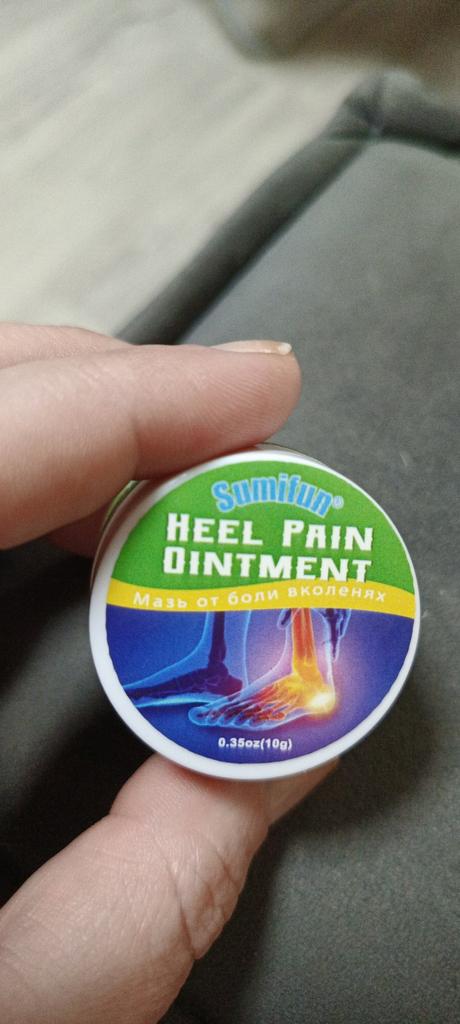 Sumifun®
HEEL PAIN
OINTMENT
Мазь от боли вколенях
0.35oz(10g)